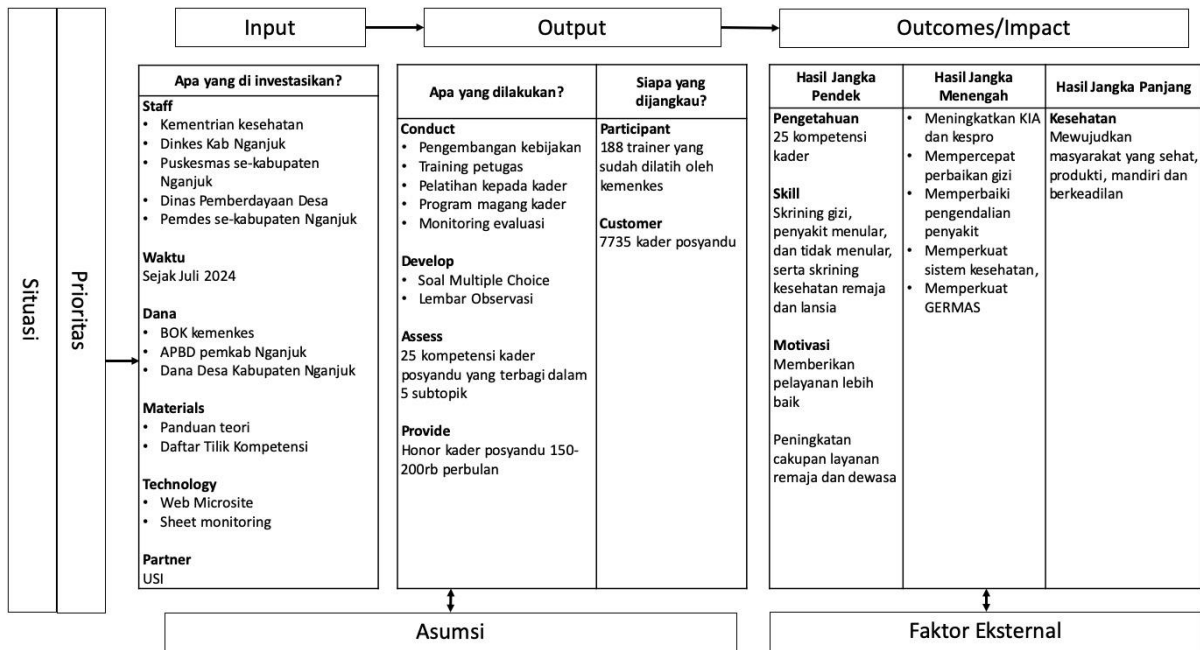 Situasi
Prioritas
Input
Output
Outcomes/Impact
Apa yang di investasikan?
Staff
• Kementrian kesehatan
• Dinkes Kab Nganjuk
• Puskesmas se-kabupaten
Nganjuk
• Dinas Pemberdayaan Desa
• Pemdes se-kabupaten Nganjuk
Waktu
Sejak Juli 2024
Dana
• BOK kemenkes
• APBD pemkab Nganjuk
• Dana Desa Kabupaten Nganjuk
Materials
• Panduan teori
• Daftar Tilik Kompetensi
Technology
• Web Microsite
• Sheet monitoring
Partner
USI
Apa yang dilakukan?
Conduct
• Pengembangan kebijakan
• Training petugas
• Pelatihan kepada kader
• Program magang kader
• Monitoring evaluasi
Develop
• Soal Multiple Choice
• Lembar Observasi
Assess
25 kompetensi kader
posyandu yang terbagi dalam
5 subtopik
Provide
Honor kader posyandu 150-
200rb perbulan
Siapa yang
dijangkau?
Participant
188 trainer yang
sudah dilatih oleh
kemenkes
Customer
7735 kader posyandu
Hasil Jangka
Pendek
Pengetahuan
25 kompetensi
kader
Skill
Skrining gizi,
penyakit menular,
dan tidak menular,
serta skrining
kesehatan remaja
dan lansia
Motivasi
Memberikan
pelayanan lebih
baik
Peningkatan
cakupan layanan
remaja dan dewasa
Hasil Jangka
Menengah
• Meningkatkan KIA
dan kespro
• Mempercepat
perbaikan gizi
• Memperbaiki
pengendalian
penyakit
• Memperkuat
sistem kesehatan,
• Memperkuat
GERMAS
Hasil Jangka Panjang
Kesehatan
Mewujudkan
masyarakat yang sehat,
produkti, mandiri dan
berkeadilan
Asumsi
Faktor Eksternal